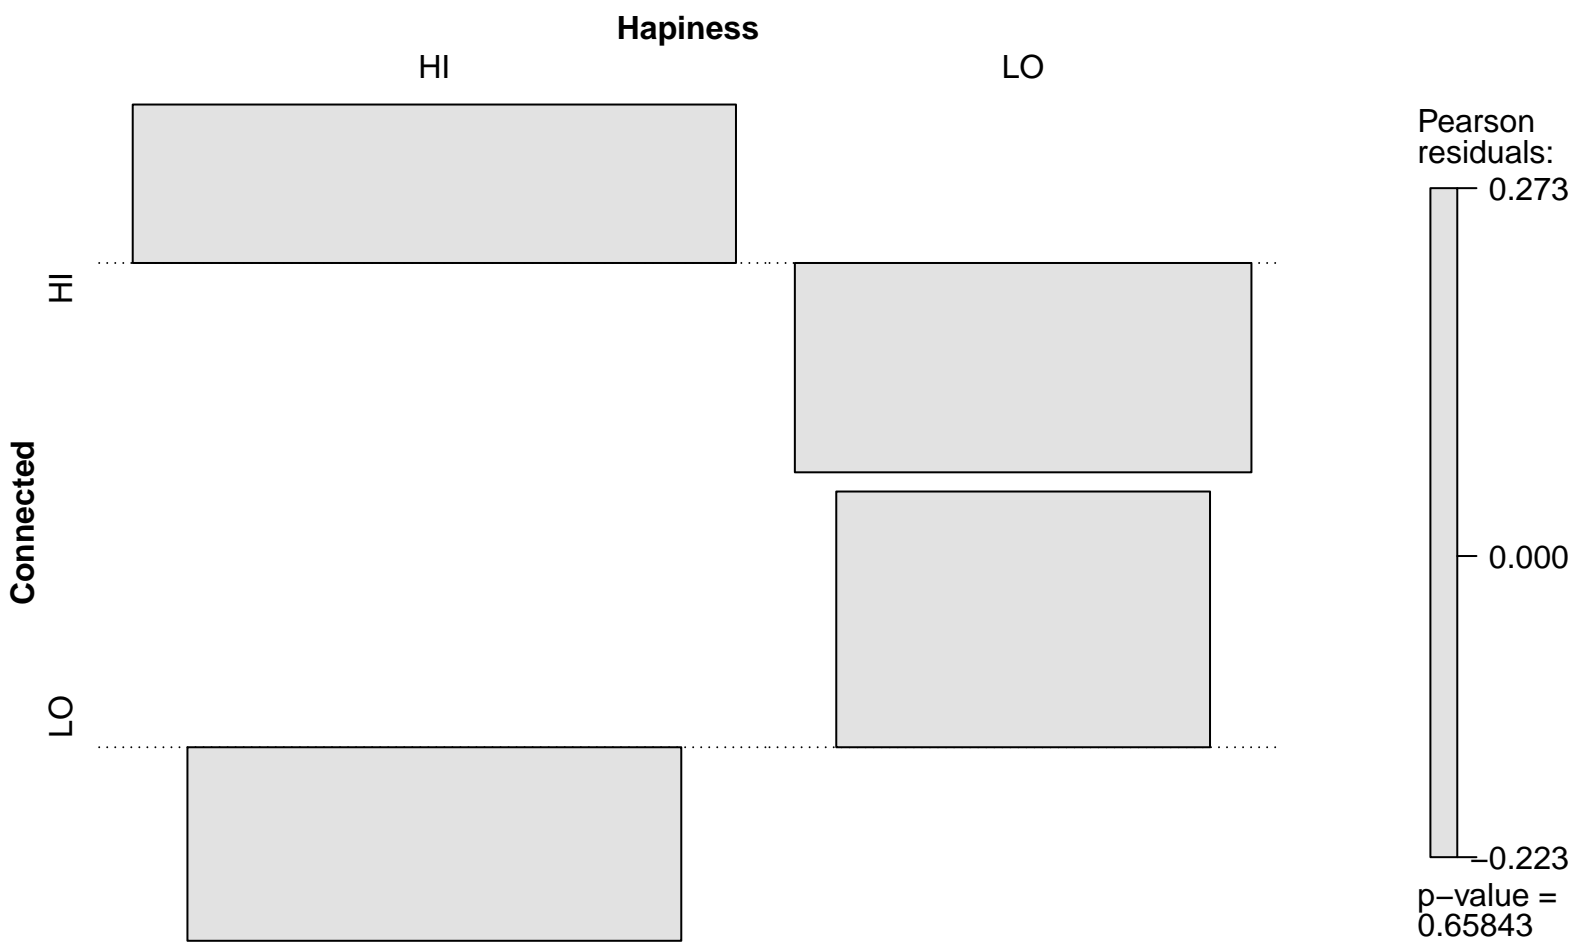 Hapiness
HI
LO
HI
Connected
LO
Pearson
residuals:
0.273
0.000
−0.223
p−value =
0.65843